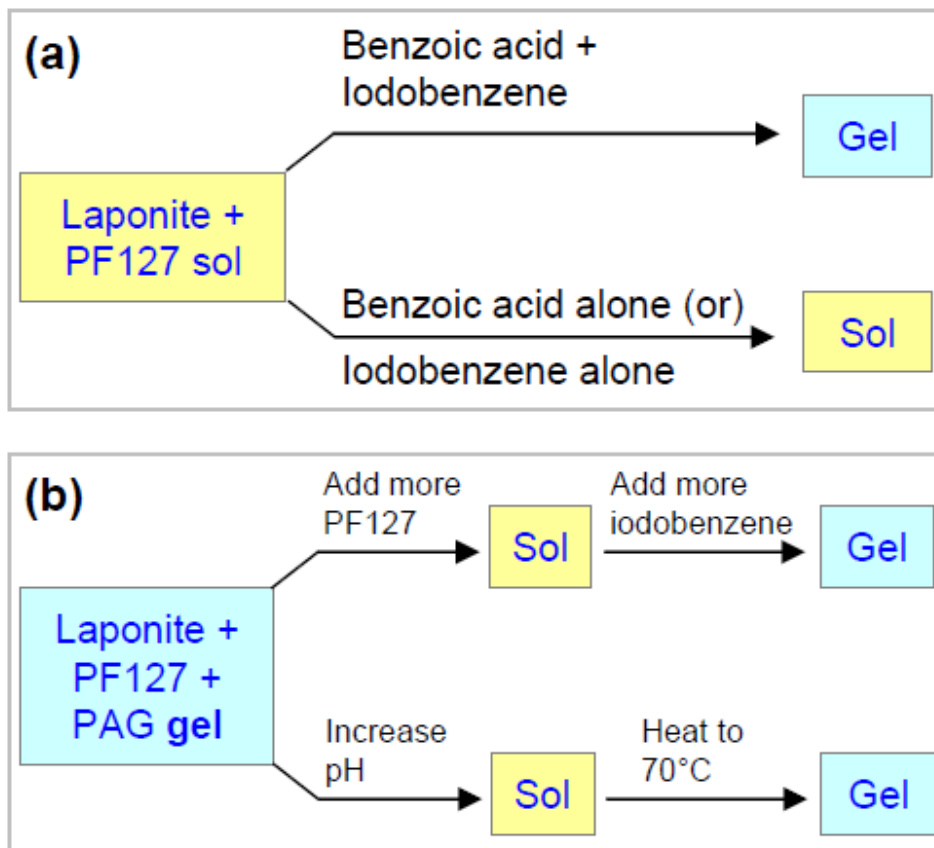 (a)
Benzoic acid +
Iodobenzene
Gel
Laponite +
PF127 sol
Benzoic acid alone (or)
Iodobenzene alone
Sol
(b)
Add more
PF127
Sol
Add more
iodobenzene
Gel
Laponite +
PF127 +
PAG gel
Increase
pH
Sol
Heat to
70°C
Gel